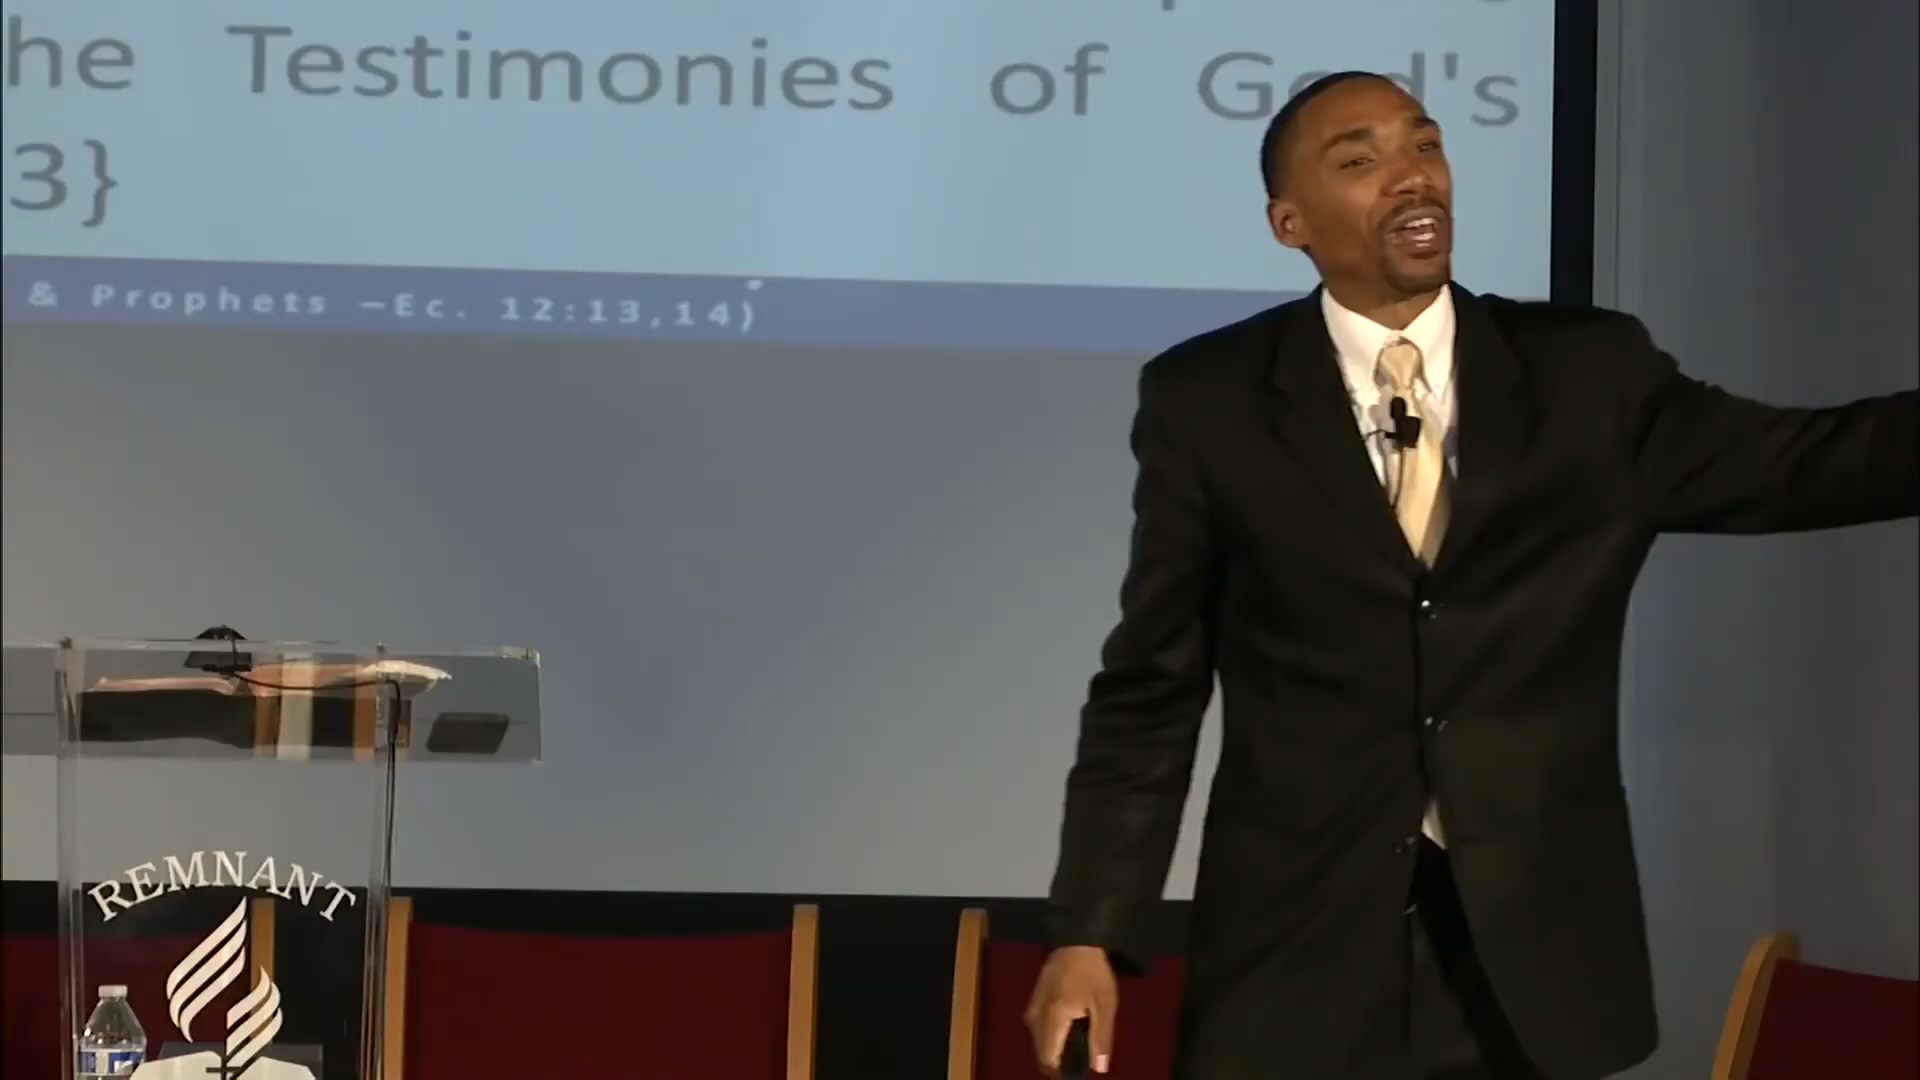 he Testimonies of God's
3}
& Prophets –Ec. 12:13,14)
REMNANT